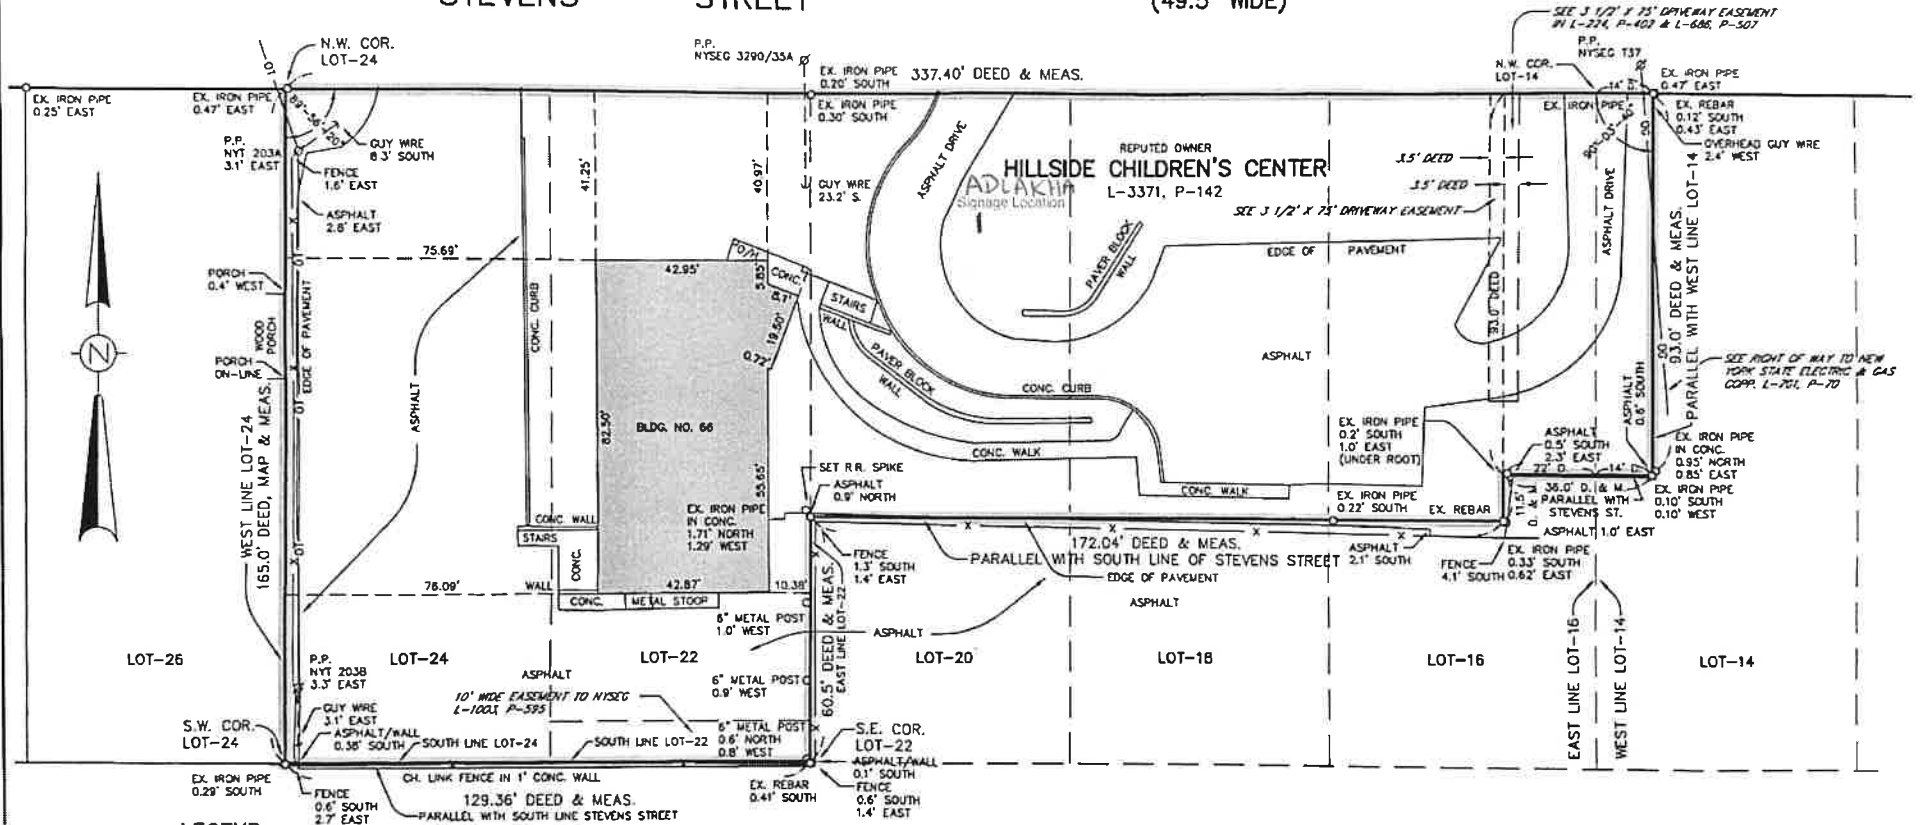 STEVENS STREET (49.5' WIDE)
SEE 3 1/2' X 75' DRIVEWAY EASEMENT
IN L-224, P-402 & L-686, P-507
N.W. COR.
LOT-24
P.P.
NYSEG 3290/35A
EX. IRON PIPE
0.20' SOUTH
337.40' DEED & MEAS.
P.P.
NYSEG T37
N.W. COR.
LOT-14
14' D.
EX. IRON PIPE
0.47' EAST
EX. IRON PIPE
0.25' EAST
EX. IRON PIPE
0.47' EAST
89°-56'-20"
GUY WIRE
8.3' SOUTH
P.P.
NYT 203A
3.1' EAST
FENCE
1.6' EAST
ASPHALT
2.8' EAST
OT
EX. IRON PIPE
0.30' SOUTH
GUY WIRE
23.2' S.
41.25'
40.97'
ASPHALT DRIVE
REPUTED OWNER
HILLSIDE CHILDREN'S CENTER
L-3371, P-142
ADLAKHA
Signage Location
1
SEE 3 1/2' X 75' DRIVEWAY EASEMENT
3.5' DEED
3.5' DEED
EX. IRON PIPE
90°-03'-40"
EX. REBAR
0.12' SOUTH
0.43' EAST
OVERHEAD GUY WIRE
2.4' WEST
ASPHALT DRIVE
93.0' DEED & MEAS.
PARALLEL WITH WEST LINE LOT-14
75.69'
PORCH
0.4' WEST
WOOD
PORCH
PORCH
ON-LINE
EDGE OF PAVEMENT
OT
ASPHALT
CONC. CURB
42.95'
5.85'
O/H
CONC.
8.1'
19.50'
0.72'
STAIRS
WALL
PAVER BLOCK
WALL
PAVER BLOCK
WALL
EDGE OF PAVEMENT
93.0' DEED
ASPHALT
CONC. CURB
CONC. WALK
CONC. WALK
N
BLDG. NO. 66
82.50'
55.65'
SEE RIGHT OF WAY TO NEW
YORK STATE ELECTRIC & GAS
CORP. L-701, P-70
ASPHALT
0.6' SOUTH
WEST LINE LOT-24
165.0' DEED, MAP & MEAS.
EX. IRON PIPE
0.2' SOUTH
1.0' EAST
(UNDER ROOT)
ASPHALT
0.5' SOUTH
2.3' EAST
22' D.
14' D.
36.0' D. & M.
PARALLEL WITH
STEVENS ST.
EX. IRON PIPE
IN CONC.
0.95' NORTH
0.85' EAST
EX. IRON PIPE
0.10' SOUTH
0.10' WEST
SET R.R. SPIKE
ASPHALT
0.9' NORTH
EX. IRON PIPE
IN CONC.
1.71' NORTH
1.29' WEST
CONC. WALL
STAIRS
CONC.
EX. IRON PIPE
0.22' SOUTH
EX. REBAR
11.5'
D. & M.
ASPHALT 1.0' EAST
172.04' DEED & MEAS.
PARALLEL WITH SOUTH LINE OF STEVENS STREET
EDGE OF PAVEMENT
ASPHALT
2.1' SOUTH
FENCE
4.1' SOUTH
EX. IRON PIPE
0.33' SOUTH
0.62' EAST
FENCE
1.3' SOUTH
1.4' EAST
76.09'
WALL
42.87'
10.38'
CONC.
METAL STOOP
6" METAL POST
1.0' WEST
ASPHALT
ASPHALT
60.5' DEED & MEAS.
EAST LINE LOT-22
LOT-26
LOT-24
LOT-22
LOT-20
LOT-18
LOT-16
LOT-14
EAST LINE LOT-16
WEST LINE LOT-14
P.P.
NYT 203B
3.3' EAST
ASPHALT
6" METAL POST
0.9' WEST
10' WIDE EASEMENT TO NYSEG
L-1003, P-595
GUY WIRE
3.1' EAST
ASPHALT/WALL
0.38' SOUTH
SOUTH LINE LOT-24
SOUTH LINE LOT-22
6" METAL POST
0.6' NORTH
0.8' WEST
S.W. COR.
LOT-24
S.E. COR.
LOT-22
ASPHALT/WALL
0.1' SOUTH
FENCE
0.6' SOUTH
1.4' EAST
EX. IRON PIPE
0.29' SOUTH
CH. LINK FENCE IN 1' CONC. WALL
EX. REBAR
0.41' SOUTH
FENCE
0.6' SOUTH
2.7' EAST
129.36' DEED & MEAS.
PARALLEL WITH SOUTH LINE STEVENS STREET
LEGEND